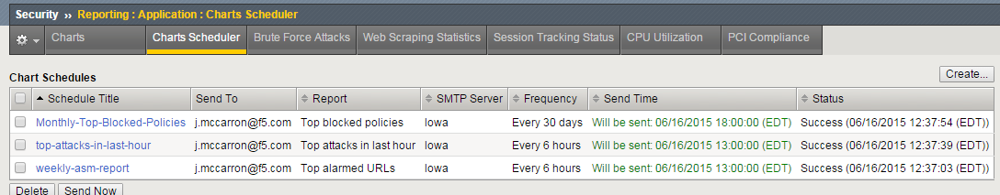 Security » Reporting : Application : Charts Scheduler
Charts Charts Scheduler Brute Force Attacks Web Scraping Statistics Session Tracking Status CPU Utilization PCI Compliance
Chart Schedules Create...
Schedule Title Send To Report SMTP Server Frequency Send Time Status
Monthly-Top-Blocked-Policies j.mccarron@f5.com Top blocked policies Iowa Every 30 days Will be sent: 06/16/2015 18:00:00 (EDT) Success (06/16/2015 12:37:54 (EDT))
top-attacks-in-last-hour j.mccarron@f5.com Top attacks in last hour Iowa Every 6 hours Will be sent: 06/16/2015 13:00:00 (EDT) Success (06/16/2015 12:37:39 (EDT))
weekly-asm-report j.mccarron@f5.com Top alarmed URLs Iowa Every 6 hours Will be sent: 06/16/2015 13:00:00 (EDT) Success (06/16/2015 12:37:03 (EDT))
Delete Send Now